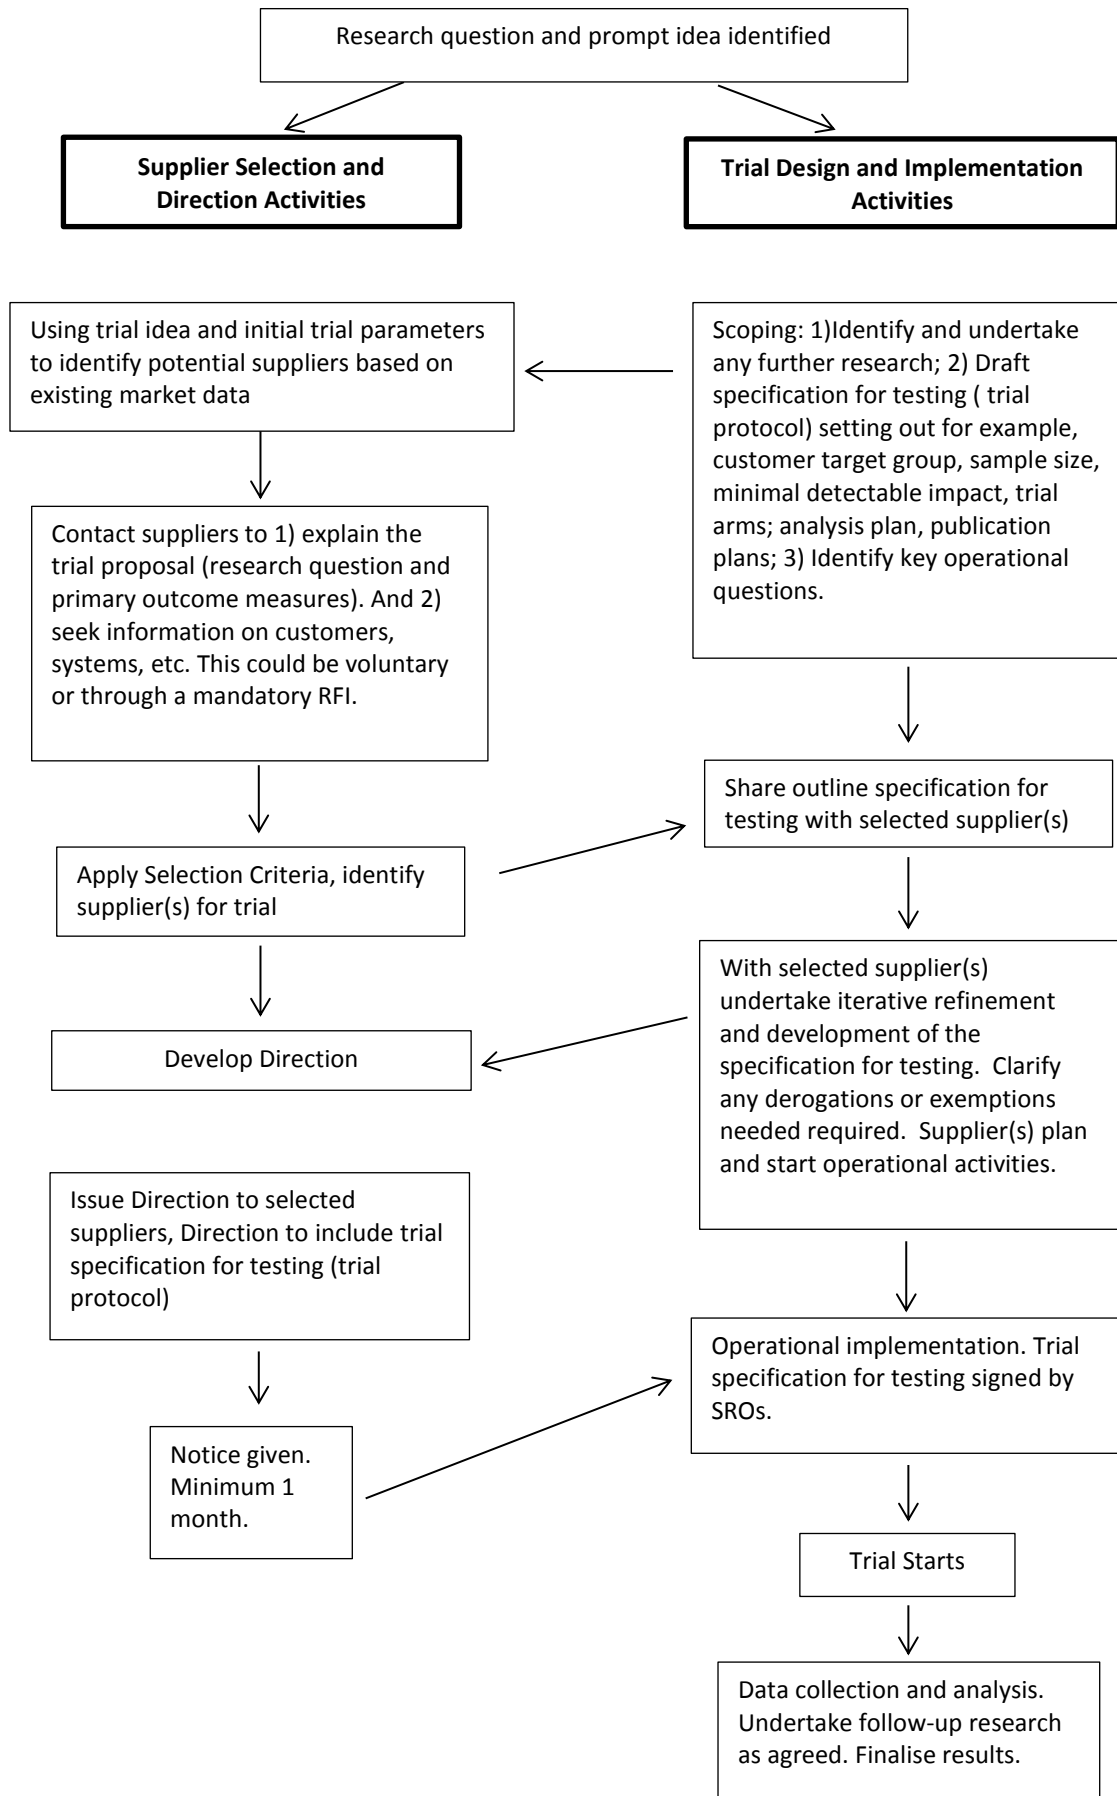 Research question and prompt idea identified
Supplier Selection and
Direction Activities
Trial Design and Implementation
Activities
Using trial idea and initial trial parameters
to identify potential suppliers based on
existing market data
Scoping: 1)Identify and undertake
any further research; 2) Draft
specification for testing ( trial
protocol) setting out for example,
customer target group, sample size,
minimal detectable impact, trial
arms; analysis plan, publication
plans; 3) Identify key operational
questions.
Contact suppliers to 1) explain the
trial proposal (research question and
primary outcome measures). And 2)
seek information on customers,
systems, etc. This could be voluntary
or through a mandatory RFI.
Share outline specification for
testing with selected supplier(s)
Apply Selection Criteria, identify
supplier(s) for trial
With selected supplier(s)
undertake iterative refinement
and development of the
specification for testing.  Clarify
any derogations or exemptions
needed required.  Supplier(s) plan
and start operational activities.
Develop Direction
Issue Direction to selected
suppliers, Direction to include trial
specification for testing (trial
protocol)
Operational implementation. Trial
specification for testing signed by
SROs.
Notice given.
Minimum 1
month.
Trial Starts
Data collection and analysis.
Undertake follow-up research
as agreed. Finalise results.